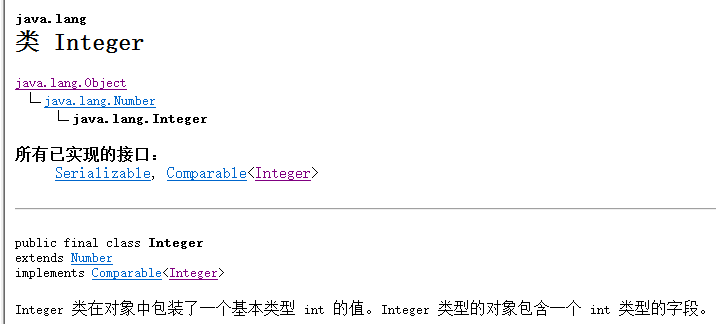 java.lang
类 Integer
java.lang.Object
java.lang.Number
java.lang.Integer
所有已实现的接口：
Serializable, Comparable<Integer>
public final class Integer
extends Number
implements Comparable<Integer>
Integer 类在对象中包装了一个基本类型 int 的值。Integer 类型的对象包含一个 int 类型的字段。